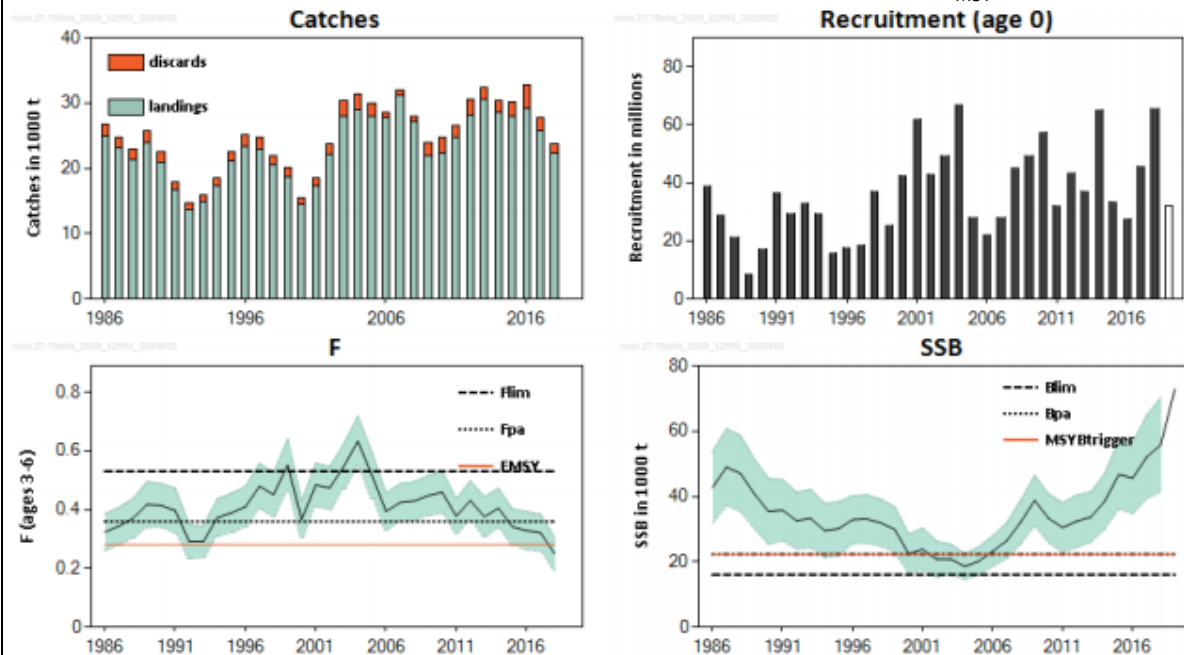 Catches
40
30
20
10
0
Catches in 1000 t
discards
landings
1986
1996
2006
2016
Recruitment (age 0)
80
60
40
20
0
Recruitment in millions
1986
1991
1996
2001
2006
2011
2016
F
0.8
0.6
0.4
0.2
0
F (ages 3-6)
Flim
Fpa
FMSY
1986
1991
1996
2001
2006
2011
2016
SSB
80
60
40
20
0
SSB in 1000 t
Blim
Bpa
MSYBtrigger
1986
1991
1996
2001
2006
2011
2016